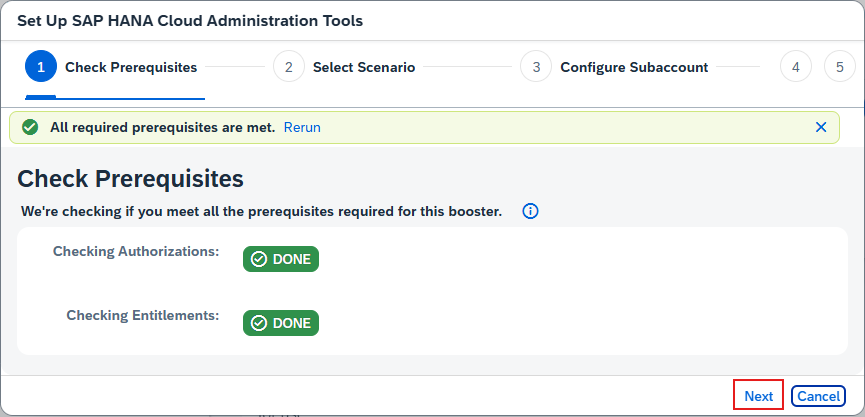 Set Up SAP HANA Cloud Administration Tools
1 Check Prerequisites 2 Select Scenario 3 Configure Subaccount 4 5
All required prerequisites are met. Rerun
Check Prerequisites
We're checking if you meet all the prerequisites required for this booster.
Checking Authorizations: DONE
Checking Entitlements: DONE
Next Cancel